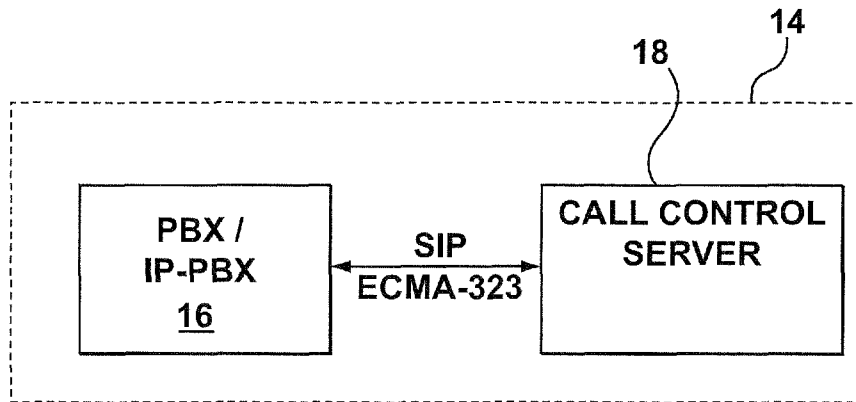 14
18
PBX /
IP-PBX
16
SIP
ECMA-323
CALL CONTROL
SERVER